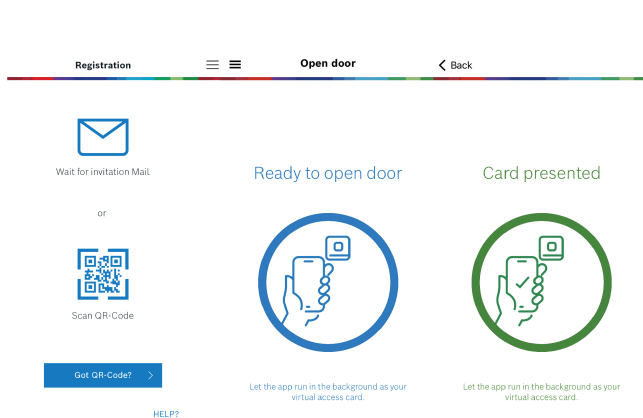 Registration
Wait for invitation Mail
or
Scan QR-Code
Got QR-Code?
HELP?
Open door
Ready to open door
Let the app run in the background as your
virtual access card.
Back
Card presented
Let the app run in the background as your
virtual access card.